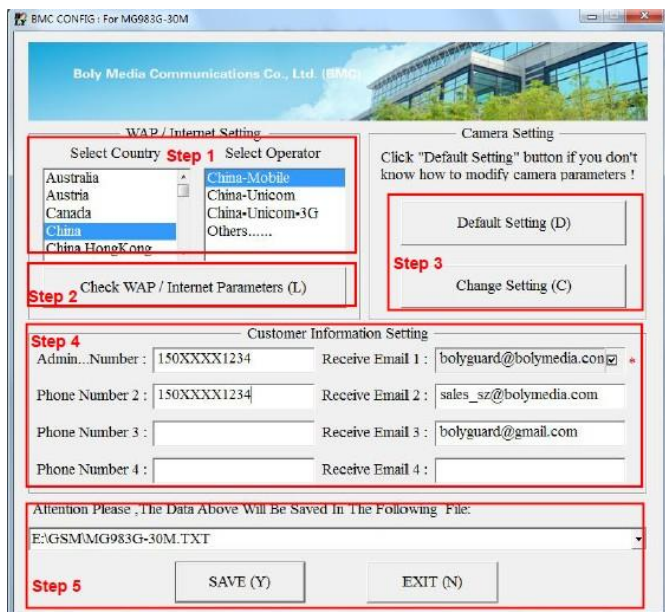 BMC CONFIG : For MG983G-30M
Boly Media Communications Co., Ltd. (BMC)
WAP / Internet Setting
Select Country Step 1 Select Operator
Australia
Austria
Canada
China
China HongKong
China-Mobile
China-Unicom
China-Unicom-3G
Others......
Step 2 Check WAP / Internet Parameters (L)
Camera Setting
Click "Default Setting" button if you don't
know how to modify camera parameters !
Default Setting (D)
Step 3
Change Setting (C)
Customer Information Setting
Step 4
Admin...Number : 150XXXX1234 Receive Email 1 : bolyguard@bolymedia.con *
Phone Number 2 : 150XXXX1234 Receive Email 2 : sales_sz@bolymedia.com
Phone Number 3 : Receive Email 3 : bolyguard@gmail.com
Phone Number 4 : Receive Email 4 :
Attention Please ,The Data Above Will Be Saved In The Following File:
E:\GSM\MG983G-30M.TXT
Step 5 SAVE (Y) EXIT (N)